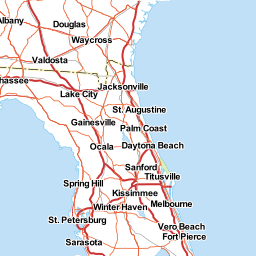 Albany
Douglas
Waycross
Valdosta
hassee
Jacksonville
Lake City
St. Augustine
Gainesville
Palm Coast
Ocala
Daytona Beach
Sanford
Titusville
Spring Hill
Kissimmee
Melbourne
Winter Haven
St. Petersburg
Vero Beach
Fort Pierce
Sarasota